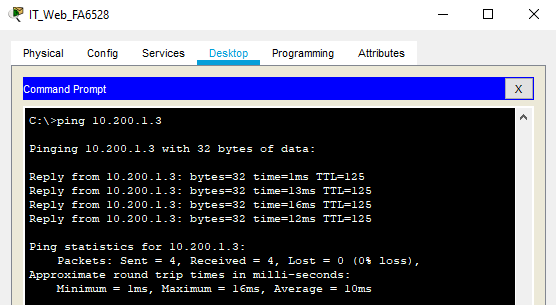 IT_Web_FA6528
Physical Config Services Desktop Programming Attributes
Command Prompt X
C:\>ping 10.200.1.3
Pinging 10.200.1.3 with 32 bytes of data:
Reply from 10.200.1.3: bytes=32 time=1ms TTL=125
Reply from 10.200.1.3: bytes=32 time=13ms TTL=125
Reply from 10.200.1.3: bytes=32 time=16ms TTL=125
Reply from 10.200.1.3: bytes=32 time=12ms TTL=125
Ping statistics for 10.200.1.3:
Packets: Sent = 4, Received = 4, Lost = 0 (0% loss),
Approximate round trip times in milli-seconds:
Minimum = 1ms, Maximum = 16ms, Average = 10ms